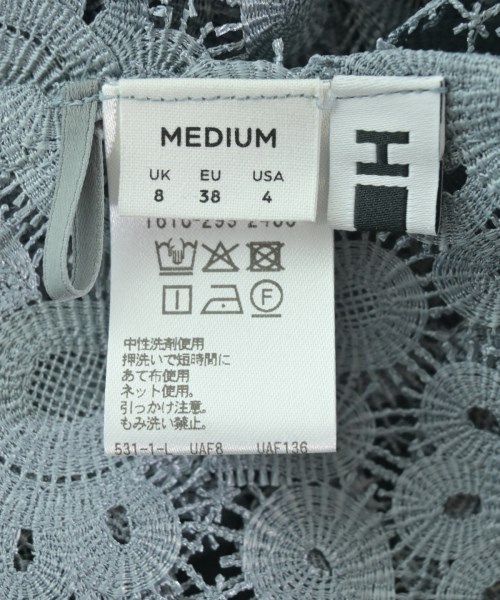 MEDIUM
UK EU USA
8 38 4
H
F
中性洗剤使用
押洗いで短時間に
あて布使用
ネット使用。
引っかけ注意。
もみ洗い禁止。
531-1-L UAF8 UAF136